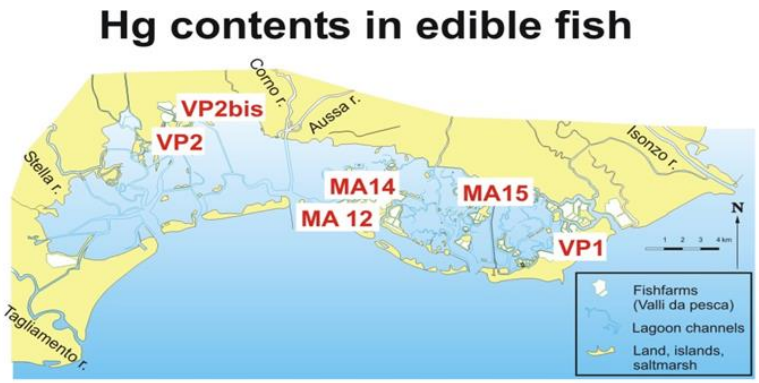 Hg contents in edible fish
Corno r.
Aussa r.
VP2bis
VP2
Isonzo r.
Stella r.
MA14
MA15
MA 12
N
VP1
1 2 3 4 km
Fishfarms
(Valli da pesca)
Lagoon channels
Land, islands,
saltmarsh
Tagliamento r.